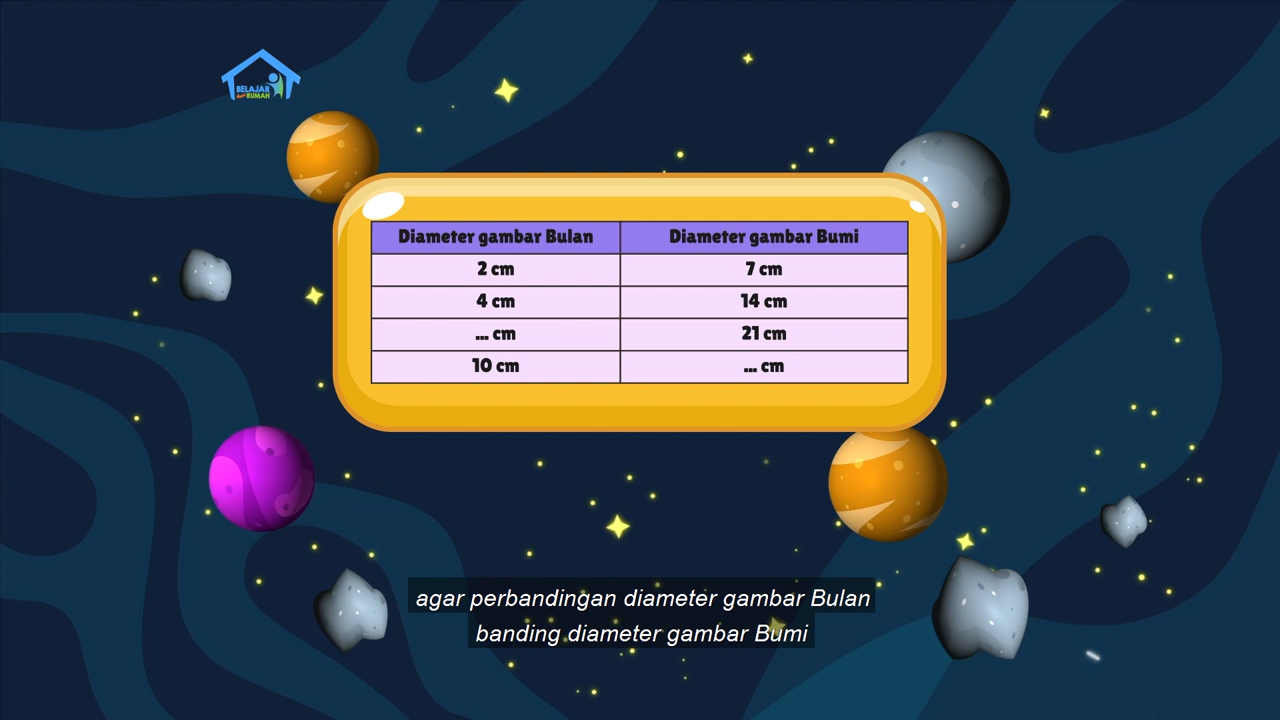 BELAJAR
dari RUMAH
Diameter gambar Bulan Diameter gambar Bumi
2 cm 7 cm
4 cm 14 cm
... cm 21 cm
10 cm ... cm
agar perbandingan diameter gambar Bulan
banding diameter gambar Bumi